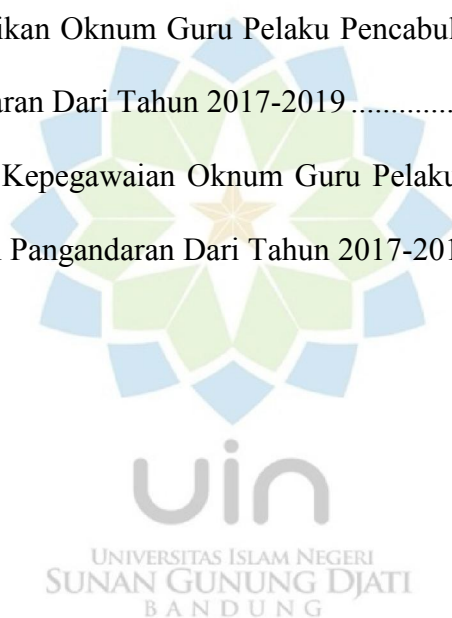 ikan Oknum Guru Pelaku Pencabul
aran Dari Tahun 2017-2019 .............
Kepegawaian Oknum Guru Pelaku
Pangandaran Dari Tahun 2017-201
uin
UNIVERSITAS ISLAM NEGERI
SUNAN GUNUNG DJATI
BANDUNG